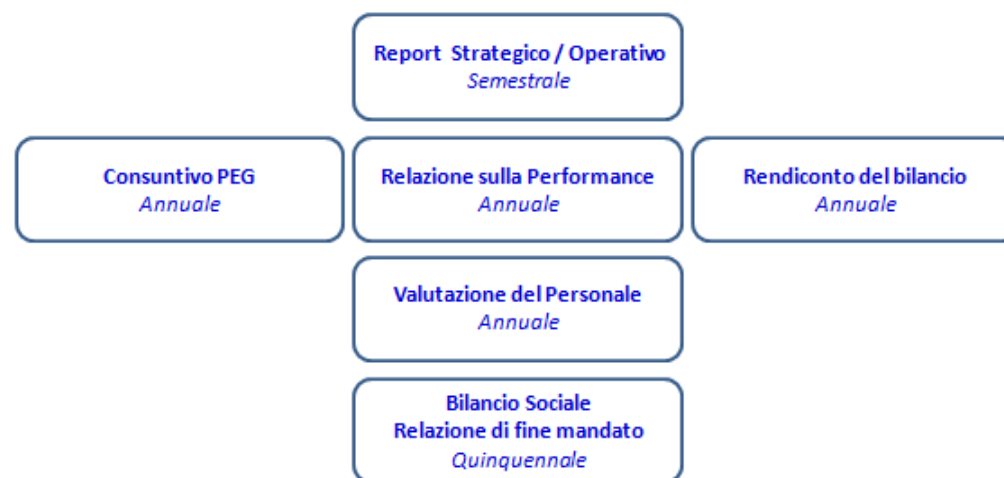 Report Strategico / Operativo
Semestrale
Consuntivo PEG
Annuale
Relazione sulla Performance
Annuale
Rendiconto del bilancio
Annuale
Valutazione del Personale
Annuale
Bilancio Sociale
Relazione di fine mandato
Quinquennale